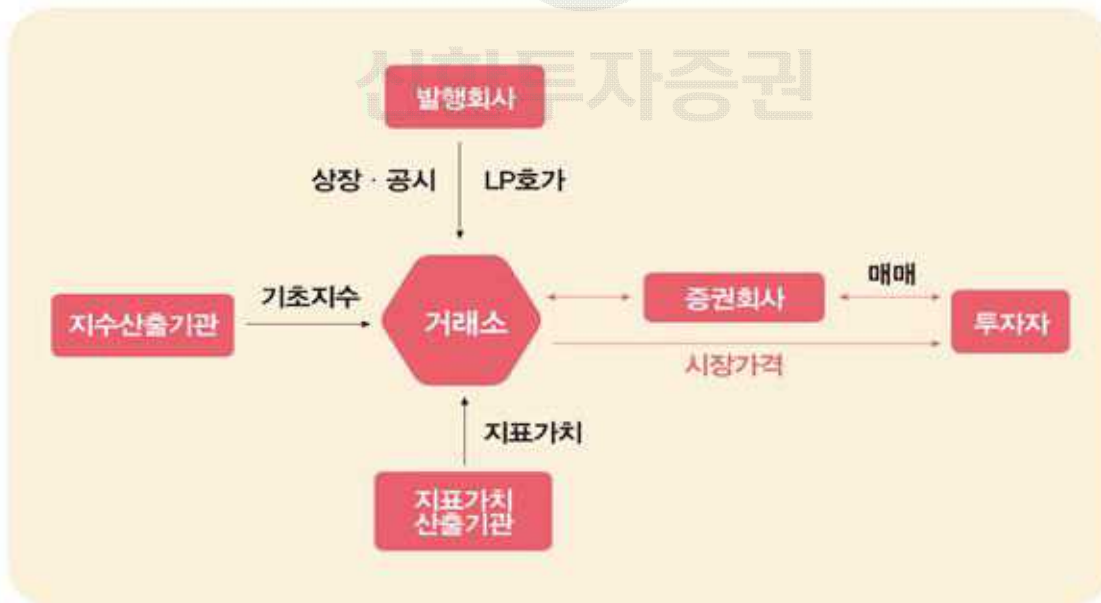 신한투자증권
발행회사
상장 · 공시
LP호가
지수산출기관
기초지수
거래소
증권회사
매매
투자자
시장가격
지표가치
지표가치
산출기관